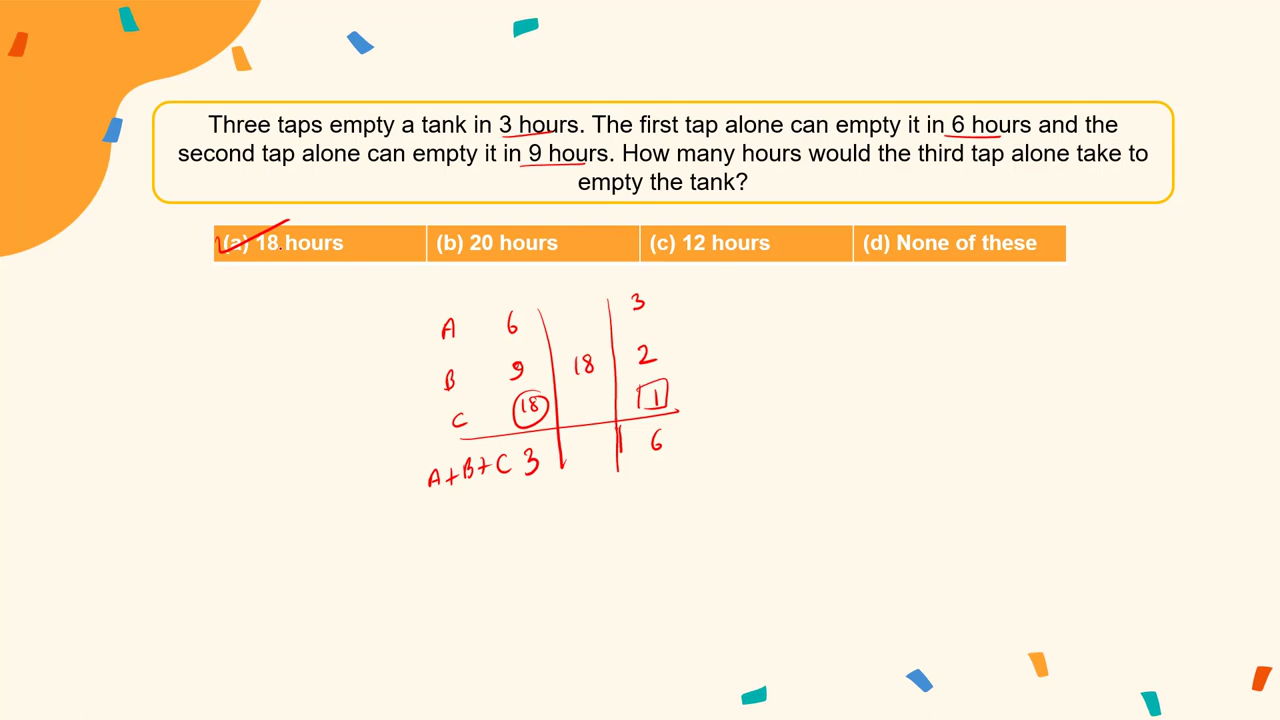 Three taps empty a tank in 3 hours. The first tap alone can empty it in 6 hours and the
second tap alone can empty it in 9 hours. How many hours would the third tap alone take to
empty the tank?
(a) 18 hours (b) 20 hours (c) 12 hours (d) None of these
A 6 3
B 9 18 2
C 18 1
A+B+C 3 6